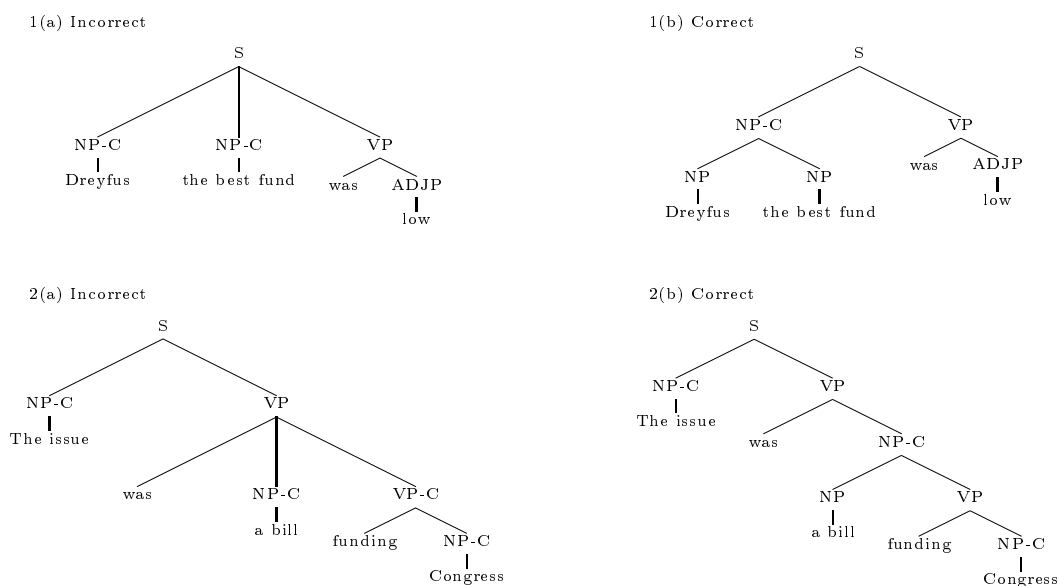 1(a) Incorrect
S
NP-C NP-C VP
Dreyfus the best fund was ADJP
low
1(b) Correct
S
NP-C VP
NP NP was ADJP
Dreyfus the best fund low
2(a) Incorrect
S
NP-C VP
The issue
was NP-C VP-C
a bill funding NP-C
Congress
2(b) Correct
S
NP-C VP
The issue was NP-C
NP VP
a bill funding NP-C
Congress